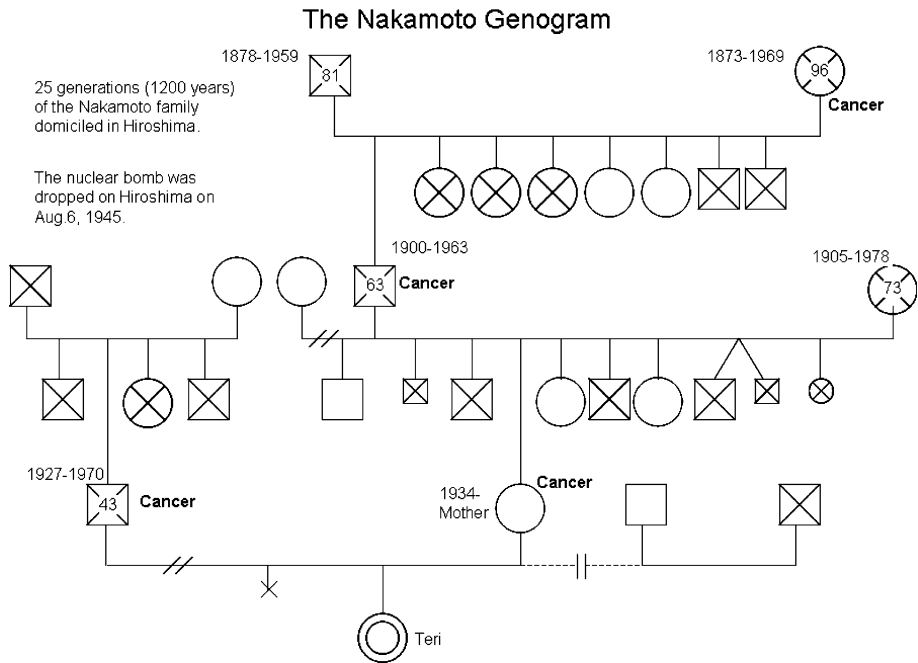 The Nakamoto Genogram
1878-1959
1873-1969
81
96
Cancer
25 generations (1200 years)
of the Nakamoto family
domiciled in Hiroshima.
The nuclear bomb was
dropped on Hiroshima on
Aug.6, 1945.
1900-1963
1905-1978
63
Cancer
73
1927-1970
43
Cancer
Cancer
1934-
Mother
Teri